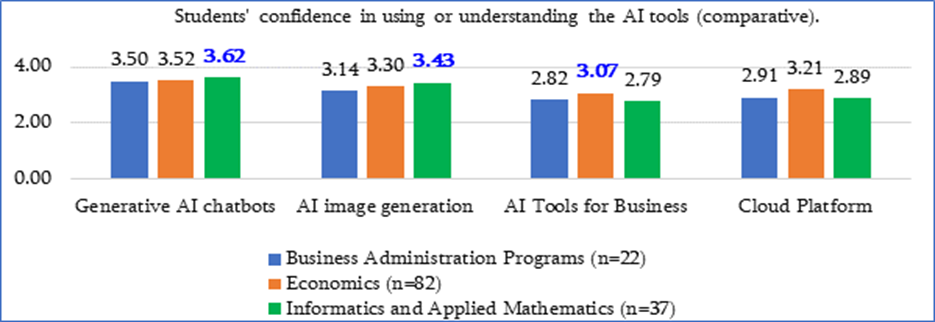 Students' confidence in using or understanding the AI tools (comparative).
3.50 3.52 3.62
3.14 3.30 3.43
2.82 3.07 2.79
2.91 3.21 2.89
4.00
2.00
0.00
Generative AI chatbots
AI image generation
AI Tools for Business
Cloud Platform
Business Administration Programs (n=22)
Economics (n=82)
Informatics and Applied Mathematics (n=37)